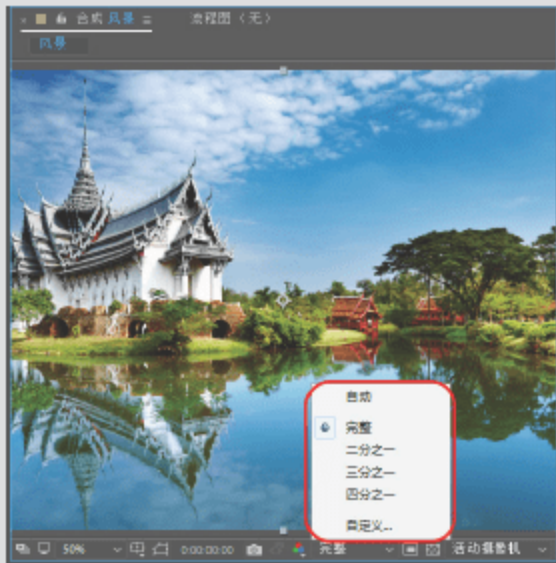 合成 风景 流程图（无）
风景
自动
完整
二分之一
三分之一
四分之一
自定义...
50% 0:00:00:00 完整 活动摄影机